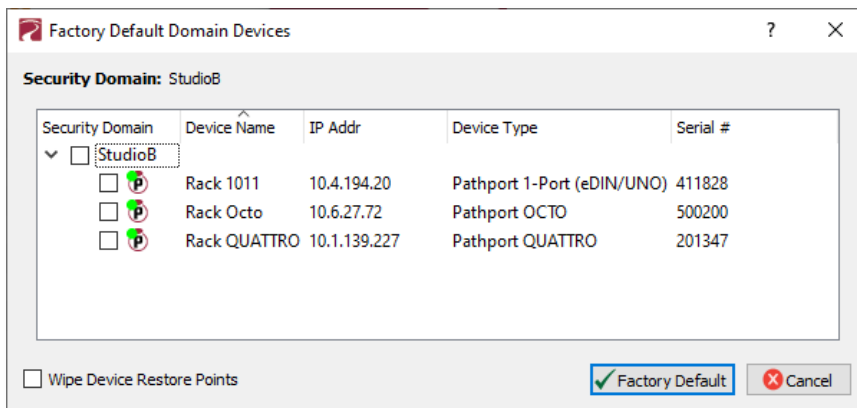 Factory Default Domain Devices
Security Domain: StudioB
Security Domain Device Name IP Addr Device Type Serial #
StudioB
Rack 1011 10.4.194.20 Pathport 1-Port (eDIN/UNO) 411828
Rack Octo 10.6.27.72 Pathport OCTO 500200
Rack QUATTRO 10.1.139.227 Pathport QUATTRO 201347
Wipe Device Restore Points Factory Default Cancel